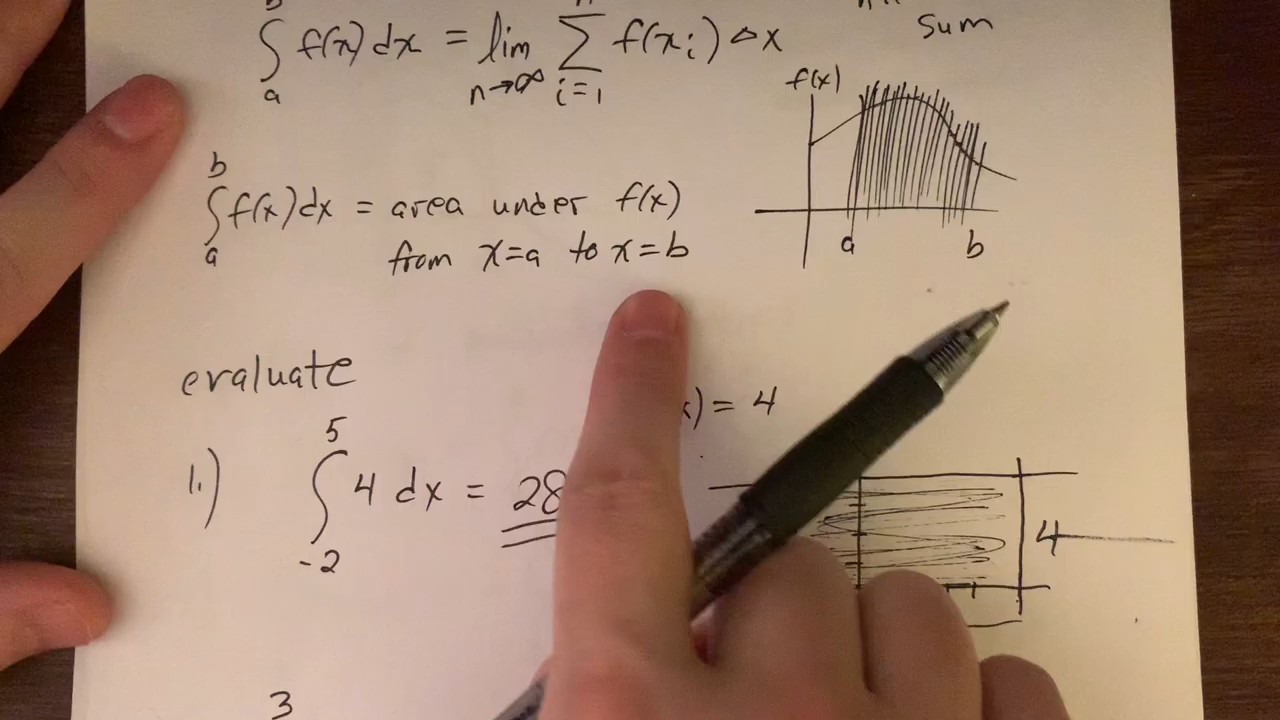 ∫ f(x) dx = lim ∑ f(xᵢ) Δx
a n→∞ i=1
sum
f(x)
b
∫ f(x) dx = area under f(x)
a from x=a to x=b
a b
evaluate
) = 4
5
1.) ∫ 4 dx = 28
-2
4
3